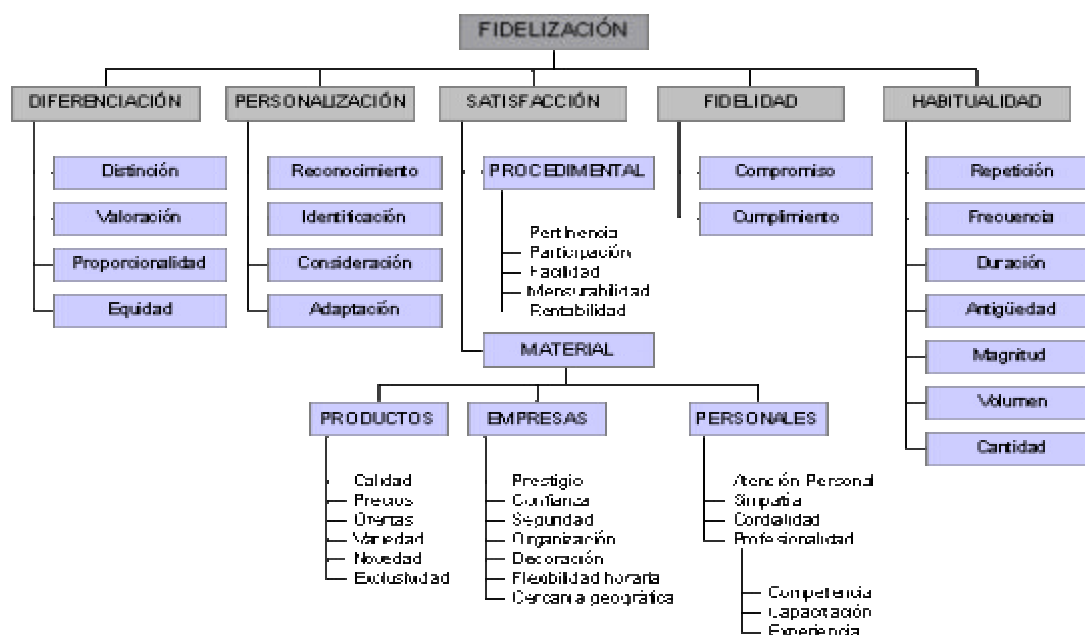 FIDELIZACIÓN
DIFERENCIACIÓN
Distinción
Valoración
Proporcionalidad
Equidad
PERSONALIZACIÓN
Reconocimiento
Identificación
Consideración
Adaptación
SATISFACCIÓN
PROCEDIMENTAL
Pertinencia
Participación
Facilidad
Mensurabilidad
Rentabilidad
MATERIAL
PRODUCTOS
Calidad
Precios
Ofertas
Variedad
Novedad
Exclusividad
EMPRESAS
Prestigio
Confianza
Seguridad
Organización
Decoración
Flexibilidad horaria
Cercanía geográfica
PERSONALES
Atención Personal
Simpatía
Cordialidad
Profesionalidad
Competencia
Capacitación
Experiencia
FIDELIDAD
Compromiso
Cumplimiento
HABITUALIDAD
Repetición
Frecuencia
Duración
Antigüedad
Magnitud
Volumen
Cantidad